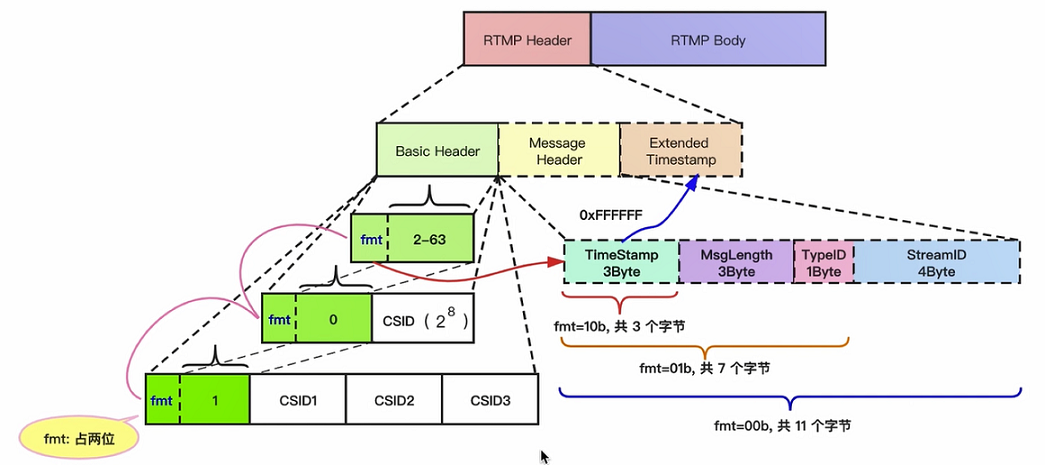 RTMP Header
RTMP Body
Basic Header
Message
Header
Extended
Timestamp
fmt
2-63
0xFFFFFF
TimeStamp
3Byte
MsgLength
3Byte
TypeID
1Byte
StreamID
4Byte
fmt
0
CSID ( 2⁸ )
fmt=10b, 共 3 个字节
fmt=01b, 共 7 个字节
fmt
1
CSID1
CSID2
CSID3
fmt=00b, 共 11 个字节
fmt: 占两位